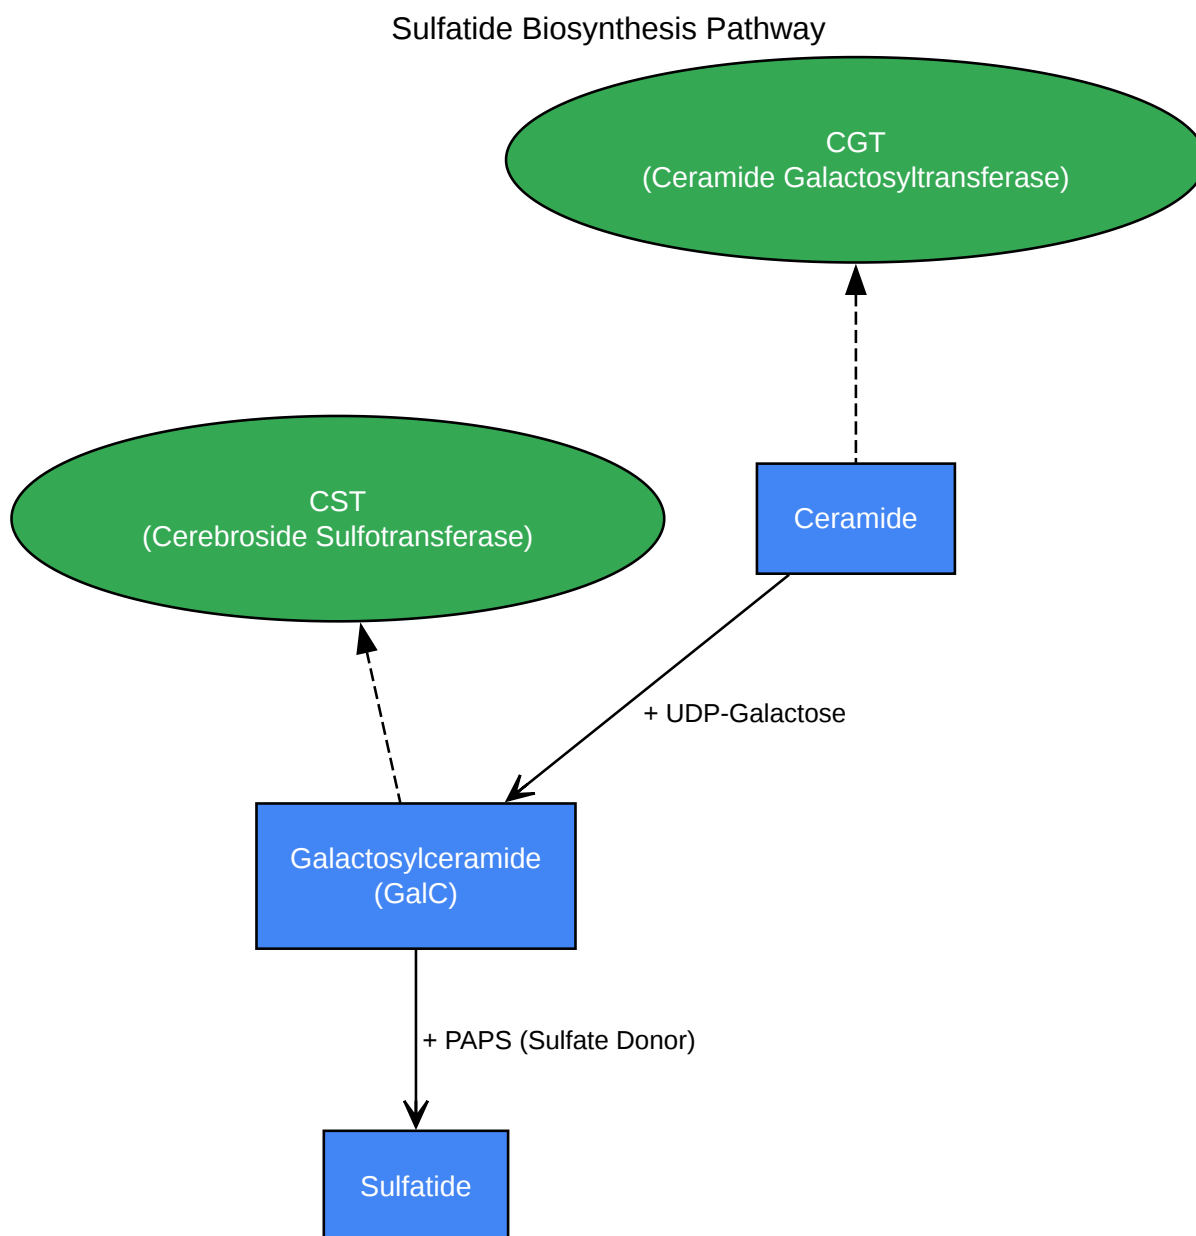 Sulfatide Biosynthesis Pathway
CGT
(Ceramide Galactosyltransferase)
CST
(Cerebroside Sulfotransferase)
Ceramide
+ UDP-Galactose
Galactosylceramide
(GalC)
+ PAPS (Sulfate Donor)
Sulfatide